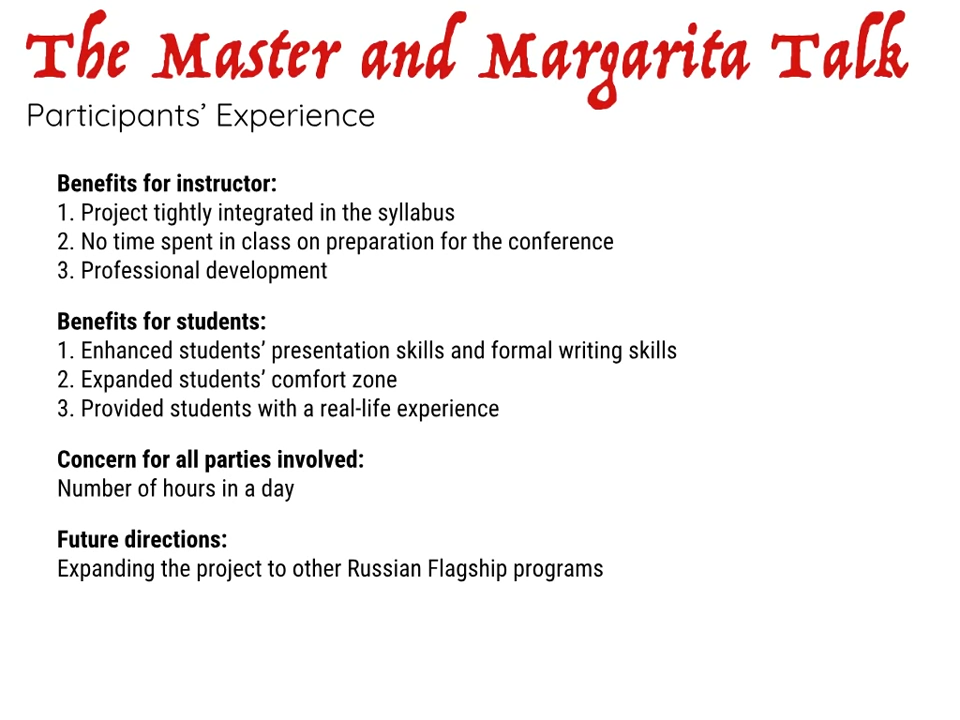 The Master and Margarita Talk
Participants’ Experience
Benefits for instructor:
1. Project tightly integrated in the syllabus
2. No time spent in class on preparation for the conference
3. Professional development
Benefits for students:
1. Enhanced students’ presentation skills and formal writing skills
2. Expanded students’ comfort zone
3. Provided students with a real-life experience
Concern for all parties involved:
Number of hours in a day
Future directions:
Expanding the project to other Russian Flagship programs